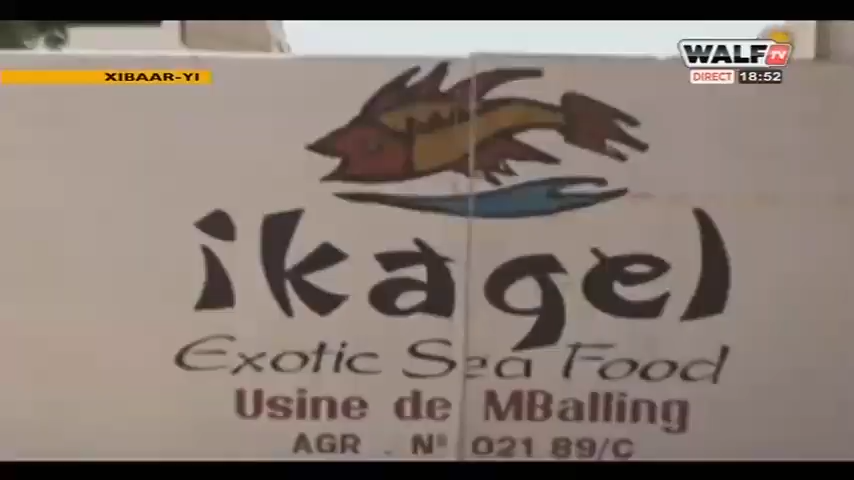 WALF TV
DIRECT 18:52
XIBAAR-YI
ikagel
Exotic Sea Food
Usine de MBalling
AGR . N° 021 89/C